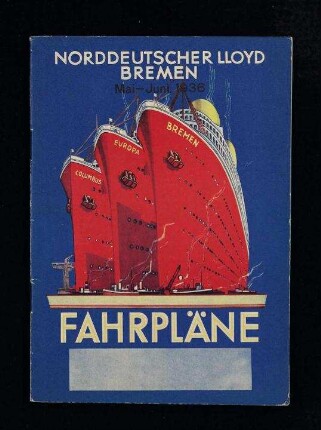 NORDDEUTSCHER LLOYD
BREMEN
Mai-Juni 1936
COLUMBUS
EUROPA
BREMEN
FAHRPLÄNE